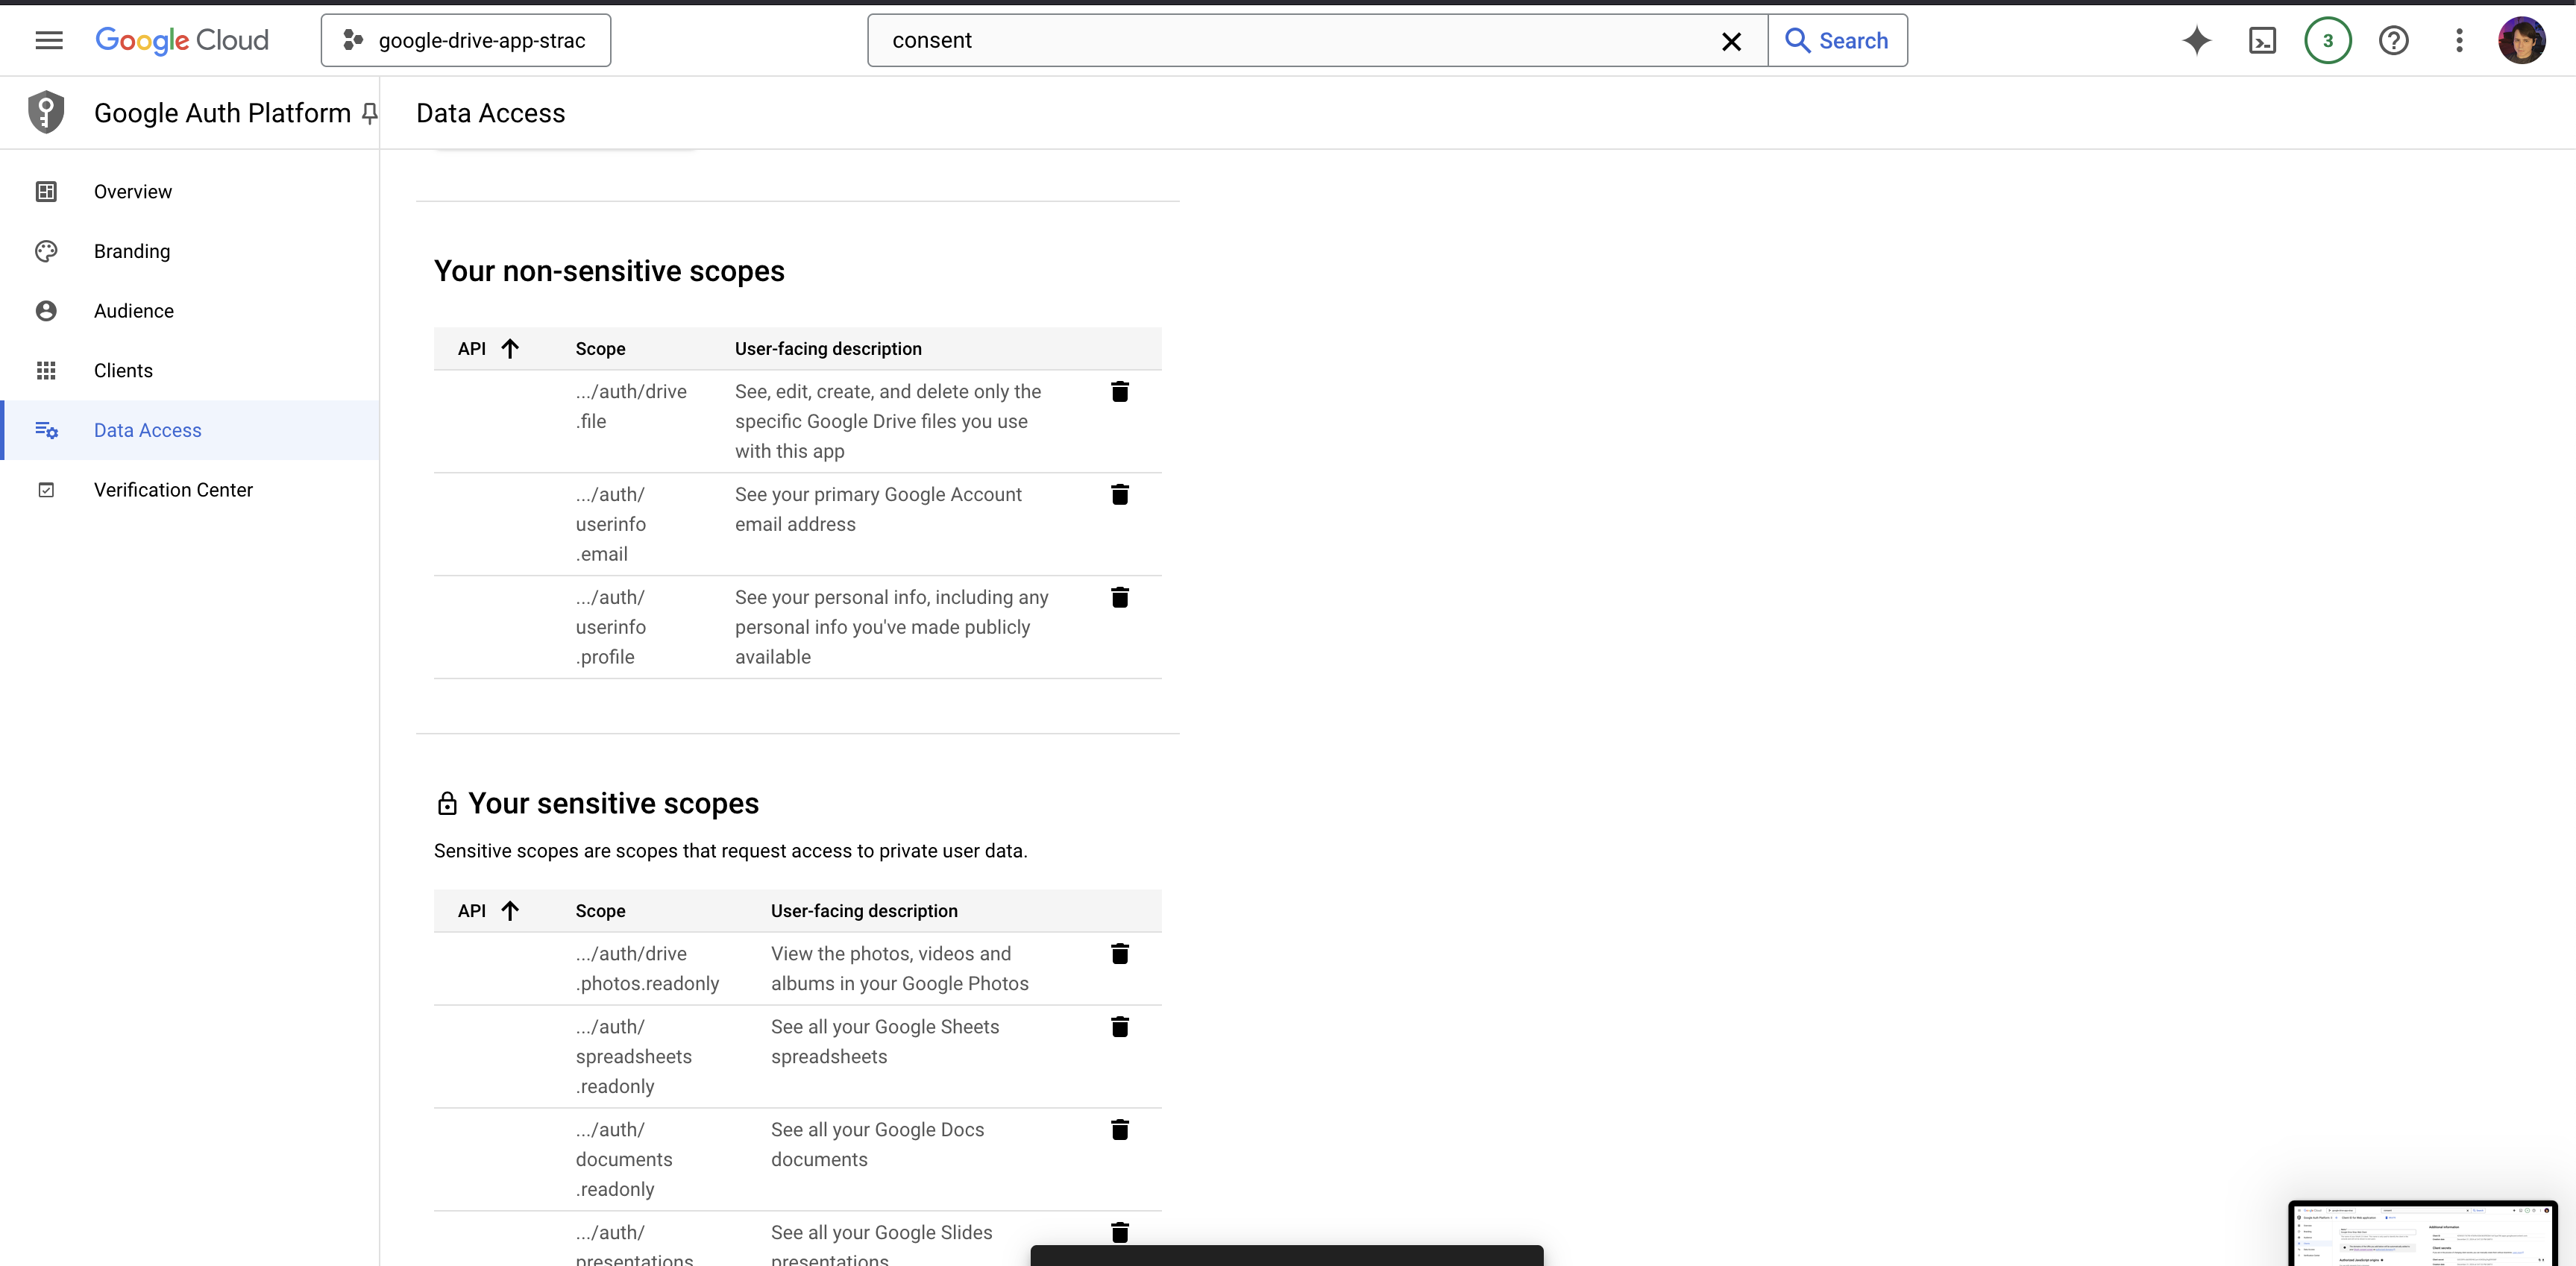 Google Cloud
google-drive-app-strac
consent
Search
3
Google Auth Platform
Data Access
Overview
Branding
Audience
Clients
Data Access
Verification Center
Your non-sensitive scopes
API Scope User-facing description
.../auth/drive
.file
See, edit, create, and delete only the
specific Google Drive files you use
with this app
.../auth/
userinfo
.email
See your primary Google Account
email address
.../auth/
userinfo
.profile
See your personal info, including any
personal info you've made publicly
available
Your sensitive scopes
Sensitive scopes are scopes that request access to private user data.
API Scope User-facing description
.../auth/drive
.photos.readonly
View the photos, videos and
albums in your Google Photos
.../auth/
spreadsheets
.readonly
See all your Google Sheets
spreadsheets
.../auth/
documents
.readonly
See all your Google Docs
documents
.../auth/
presentations
See all your Google Slides
presentations